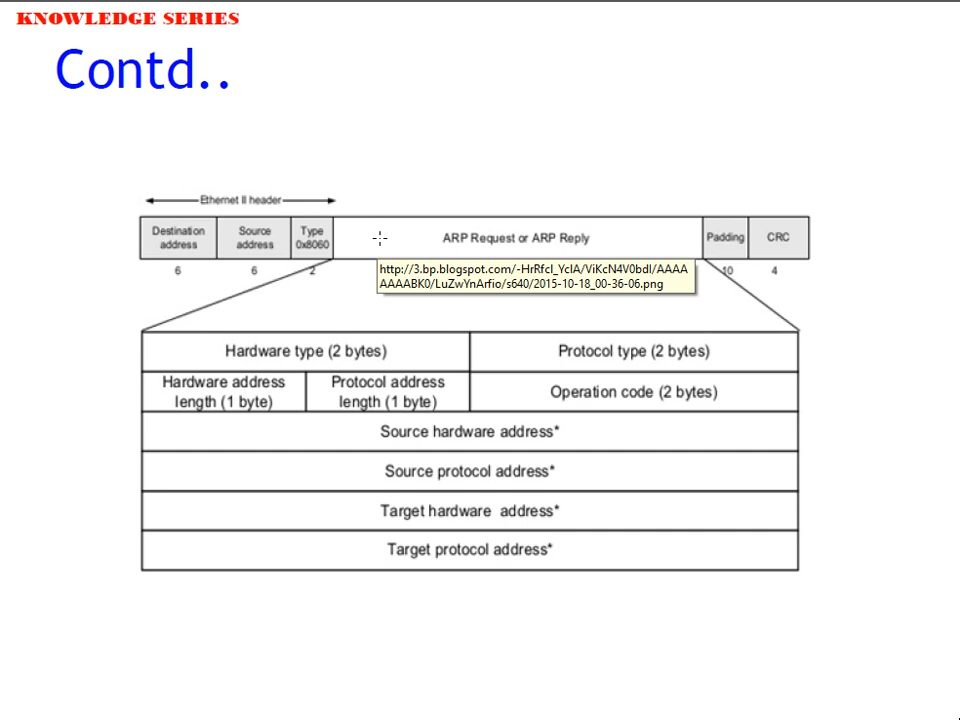 KNOWLEDGE SERIES
Contd..
Ethernet II header
Destination address
Source address
Type 0x8060
ARP Request or ARP Reply
Padding
CRC
6
6
2
10
4
http://3.bp.blogspot.com/-HrRfcI_YcIA/ViKcN4V0bdI/AAAA
AAAABK0/LuZwYnArfio/s640/2015-10-18_00-36-06.png
Hardware type (2 bytes)
Protocol type (2 bytes)
Hardware address
length (1 byte)
Protocol address
length (1 byte)
Operation code (2 bytes)
Source hardware address*
Source protocol address*
Target hardware address*
Target protocol address*